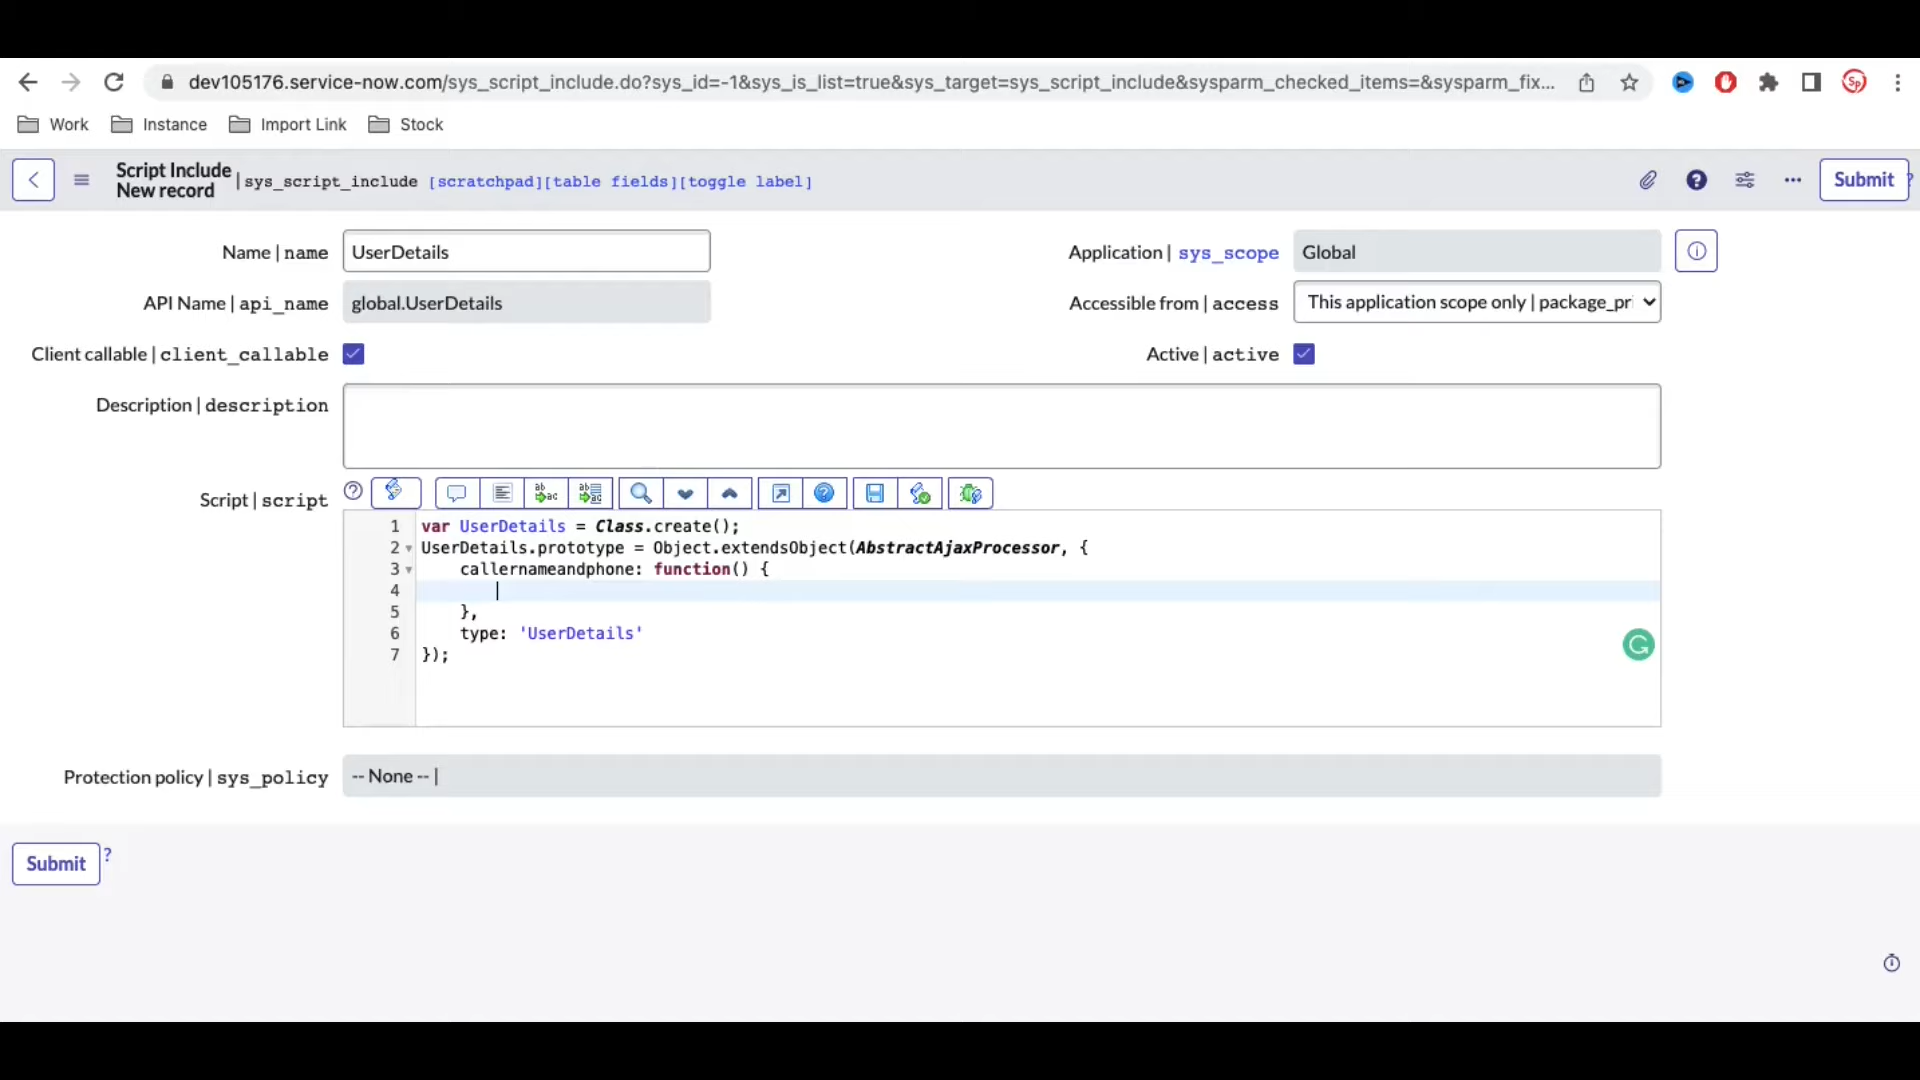 dev105176.service-now.com/sys_script_include.do?sys_id=-1&sys_is_list=true&sys_target=sys_script_include&sysparm_checked_items=&sysparm_fix...
Sp
Work Instance Import Link Stock
Script Include
New record |sys_script_include [scratchpad][table fields][toggle label]
Submit ?
Name | name UserDetails
Application | sys_scope Global
API Name | api_name global.UserDetails
Accessible from | access This application scope only | package_pri
Client callable | client_callable
Active | active
Description | description
Script | script
1 var UserDetails = Class.create();
2 UserDetails.prototype = Object.extendsObject(AbstractAjaxProcessor, {
3 callernameandphone: function() {
4
5 },
6 type: 'UserDetails'
7 });
Protection policy | sys_policy -- None -- |
Submit ?